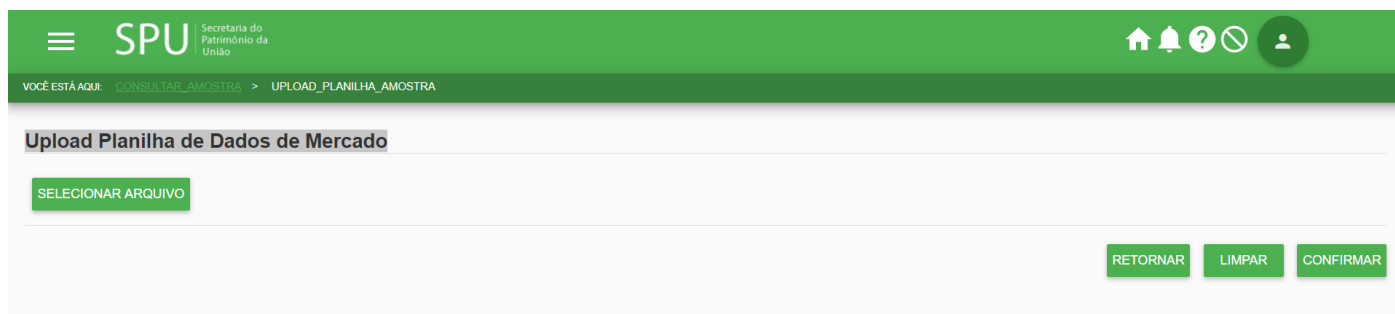 SPU
Secretaria do
Patrimônio da
União
VOCÊ ESTÁ AQUI: CONSULTAR_AMOSTRA > UPLOAD_PLANILHA_AMOSTRA
Upload Planilha de Dados de Mercado
SELECIONAR ARQUIVO
RETORNAR LIMPAR CONFIRMAR